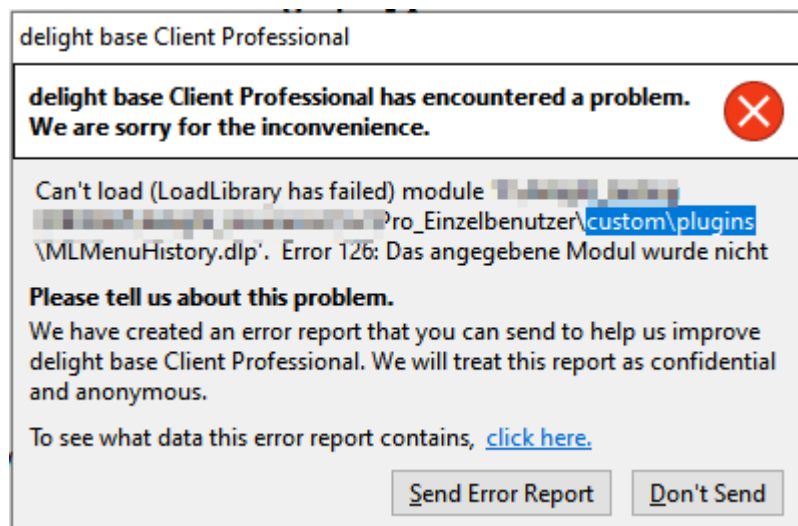 delight base Client Professional
delight base Client Professional has encountered a problem.
We are sorry for the inconvenience.
Can't load (LoadLibrary has failed) module
Pro_Einzelbenutzer\custom\plugins
\MLMenuHistory.dlp'. Error 126: Das angegebene Modul wurde nicht
Please tell us about this problem.
We have created an error report that you can send to help us improve
delight base Client Professional. We will treat this report as confidential
and anonymous.
To see what data this error report contains, click here.
Send Error Report
Don't Send